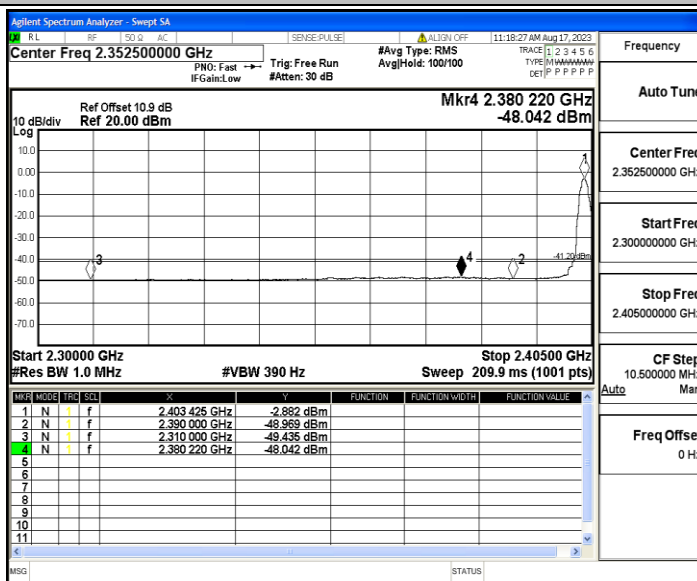 Agilent Spectrum Analyzer - Swept SA
RL RF 50 Ω AC SENSE:PULSE ALIGN OFF 11:18:27 AM Aug 17, 2023
Center Freq 2.352500000 GHz
PNO: Fast
IFGain:Low
Trig: Free Run
#Atten: 30 dB
#Avg Type: RMS
Avg|Hold: 100/100
TRACE 1 2 3 4 5 6
TYPE M W W W W W
DET P P P P P P
Ref Offset 10.9 dB
10 dB/div Ref 20.00 dBm
Log
Mkr4 2.380 220 GHz
-48.042 dBm
10.0
0.00
-10.0
-20.0
-30.0
-40.0
-50.0
-60.0
-70.0
1
2
3
4
-41.20 dBm
Start 2.30000 GHz Stop 2.40500 GHz
#Res BW 1.0 MHz #VBW 390 Hz Sweep 209.9 ms (1001 pts)
MKR MODE TRC SCL X Y FUNCTION FUNCTION WIDTH FUNCTION VALUE
1 N 1 f 2.403 425 GHz -2.882 dBm
2 N 1 f 2.390 000 GHz -48.969 dBm
3 N 1 f 2.310 000 GHz -49.435 dBm
4 N 1 f 2.380 220 GHz -48.042 dBm
5
6
7
8
9
10
11
MSG STATUS
Frequency
Auto Tune
Center Freq
2.352500000 GHz
Start Freq
2.300000000 GHz
Stop Freq
2.405000000 GHz
CF Step
10.500000 MHz
Auto Man
Freq Offset
0 Hz